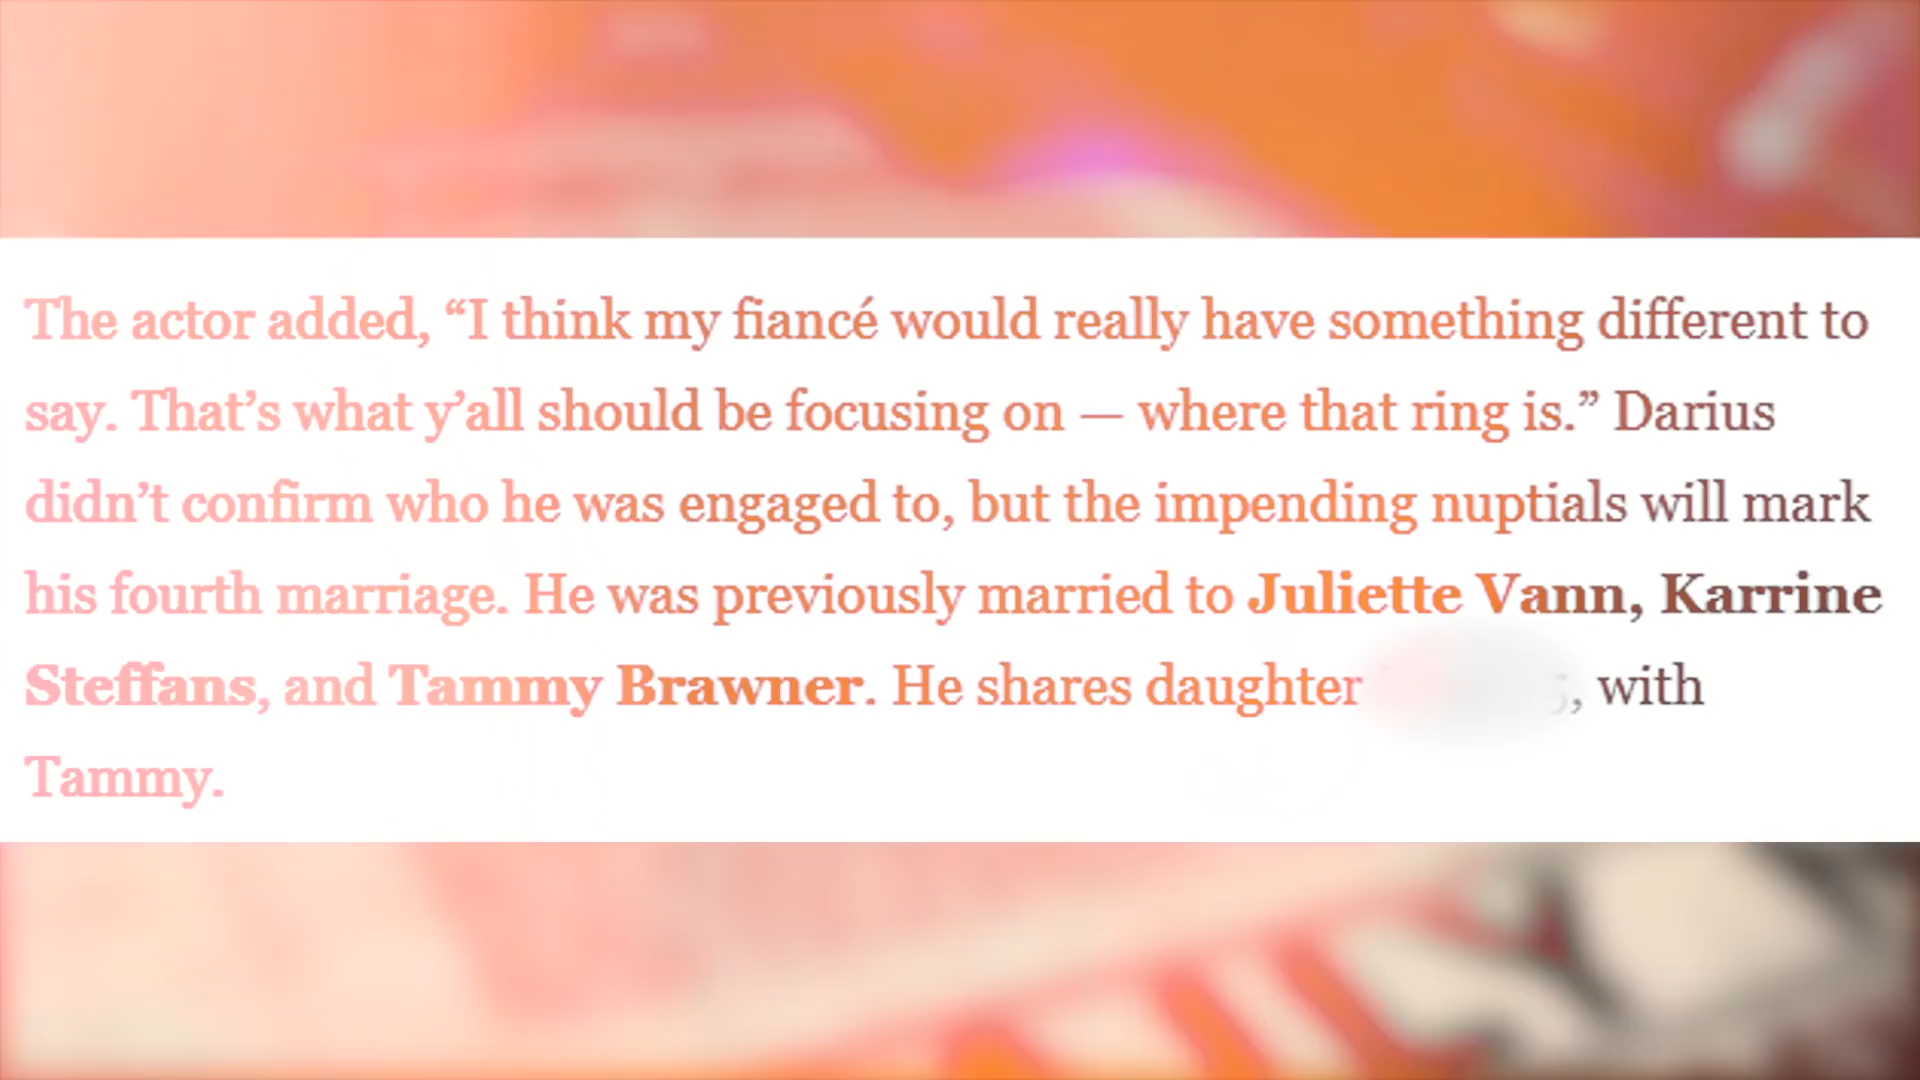 The actor added, “I think my fiancé would really have something different to
say. That’s what y’all should be focusing on — where that ring is.” Darius
didn’t confirm who he was engaged to, but the impending nuptials will mark
his fourth marriage. He was previously married to Juliette Vann, Karrine
Steffans, and Tammy Brawner. He shares daughter , with
Tammy.